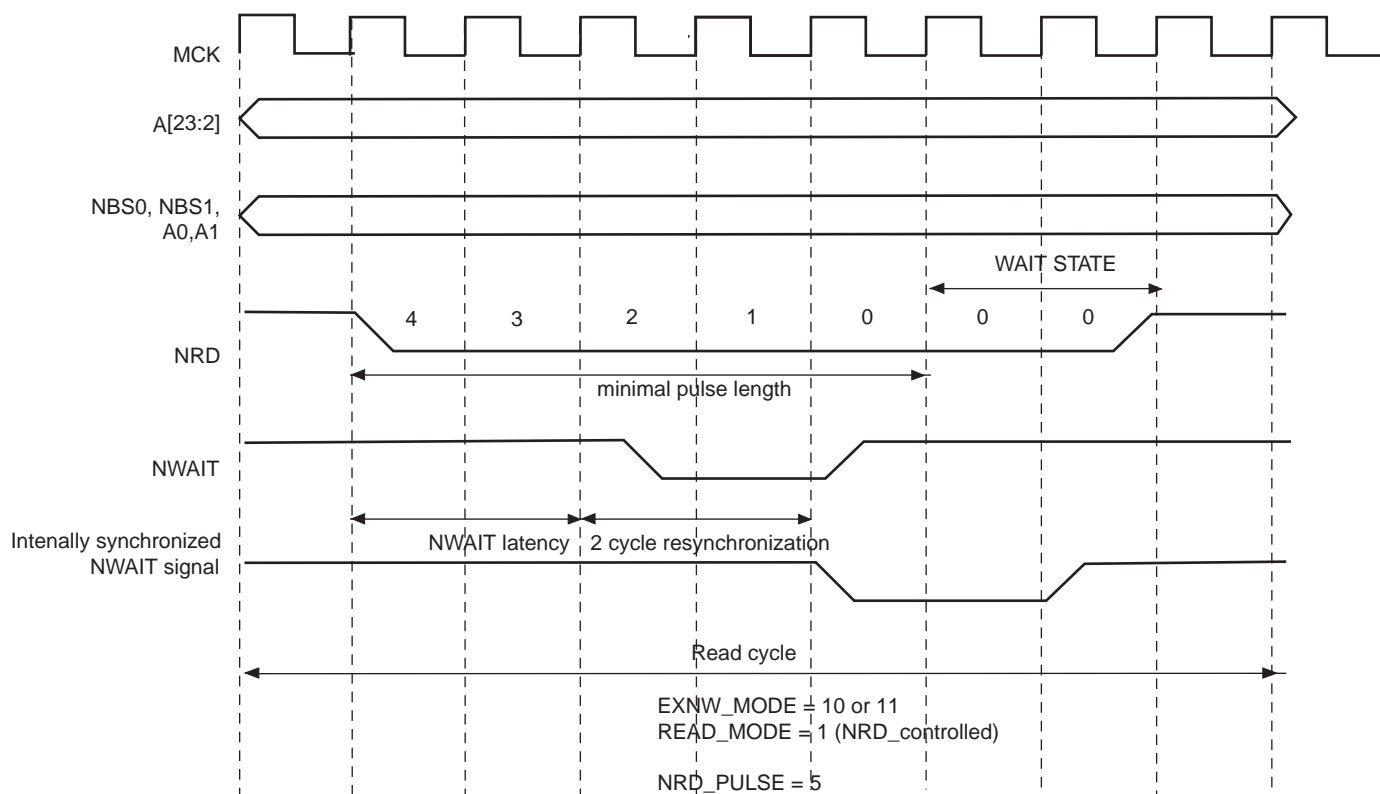 MCK
A[23:2]
NBS0, NBS1,
A0,A1
WAIT STATE
4 3 2 1 0 0 0
NRD
minimal pulse length
NWAIT
Intenally synchronized
NWAIT signal
NWAIT latency 2 cycle resynchronization
Read cycle
EXNW_MODE = 10 or 11
READ_MODE = 1 (NRD_controlled)
NRD_PULSE = 5